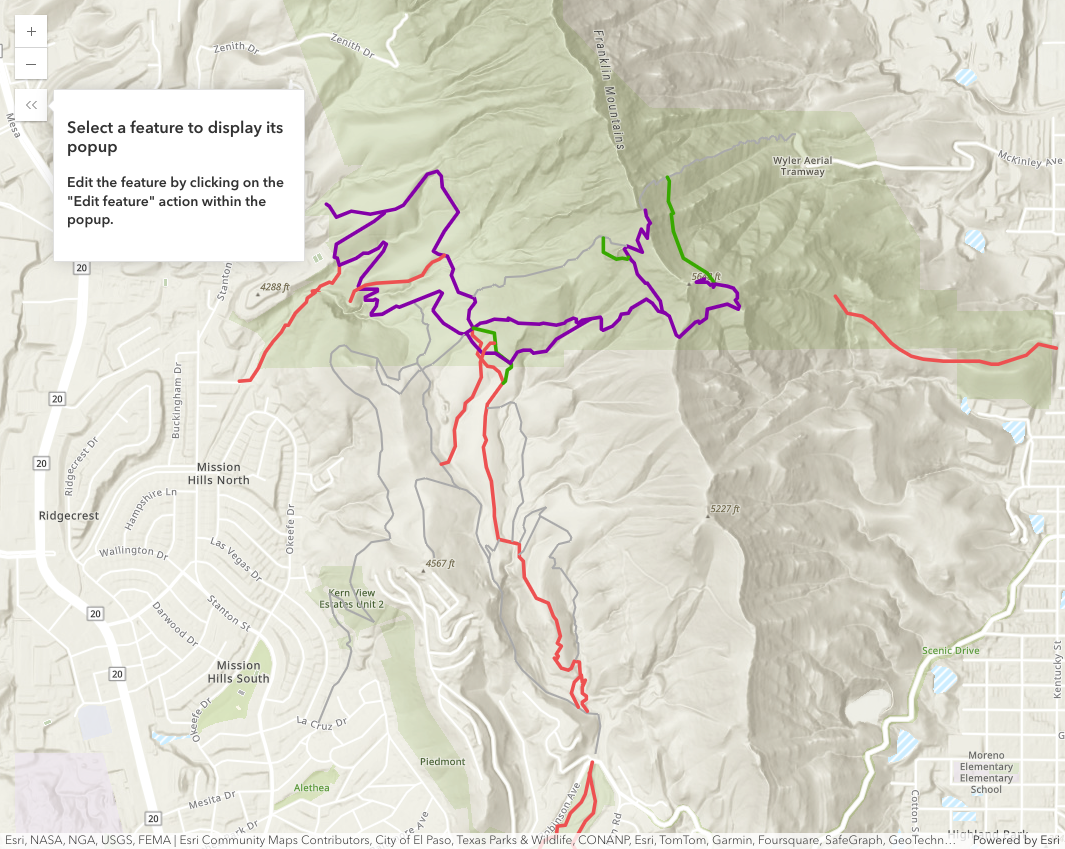 +
Zenith Dr
Zenith Dr
Franklin Mountains
−
Mesa
Select a feature to display its
popup
Edit the feature by clicking on the
"Edit feature" action within the
popup.
Wyler Aerial
Tramway
McKinley Ave
20
Stanton
4288 ft
Buckingham Dr
20
20
Ridgecrest Dr
Mission
Hills North
Hampshire Ln
Ridgecrest
Okeefe Dr
5227 ft
Wallington Dr
Las Vegas Dr
4567 ft
Kern View
Estates Unit 2
20
Darwood Dr
Stanton St
Scenic Drive
Kentucky St
Mission
Hills South
20
Okeefe Dr
La Cruz Dr
Piedmont
Moreno
Elementary
Elementary
School
Alethea
Mesita Dr
20
Cotton S
Highland Park
Esri, NASA, NGA, USGS, FEMA | Esri Community Maps Contributors, City of El Paso, Texas Parks & Wildlife, CONANP, Esri, TomTom, Garmin, Foursquare, SafeGraph, GeoTechn…
Powered by Esri